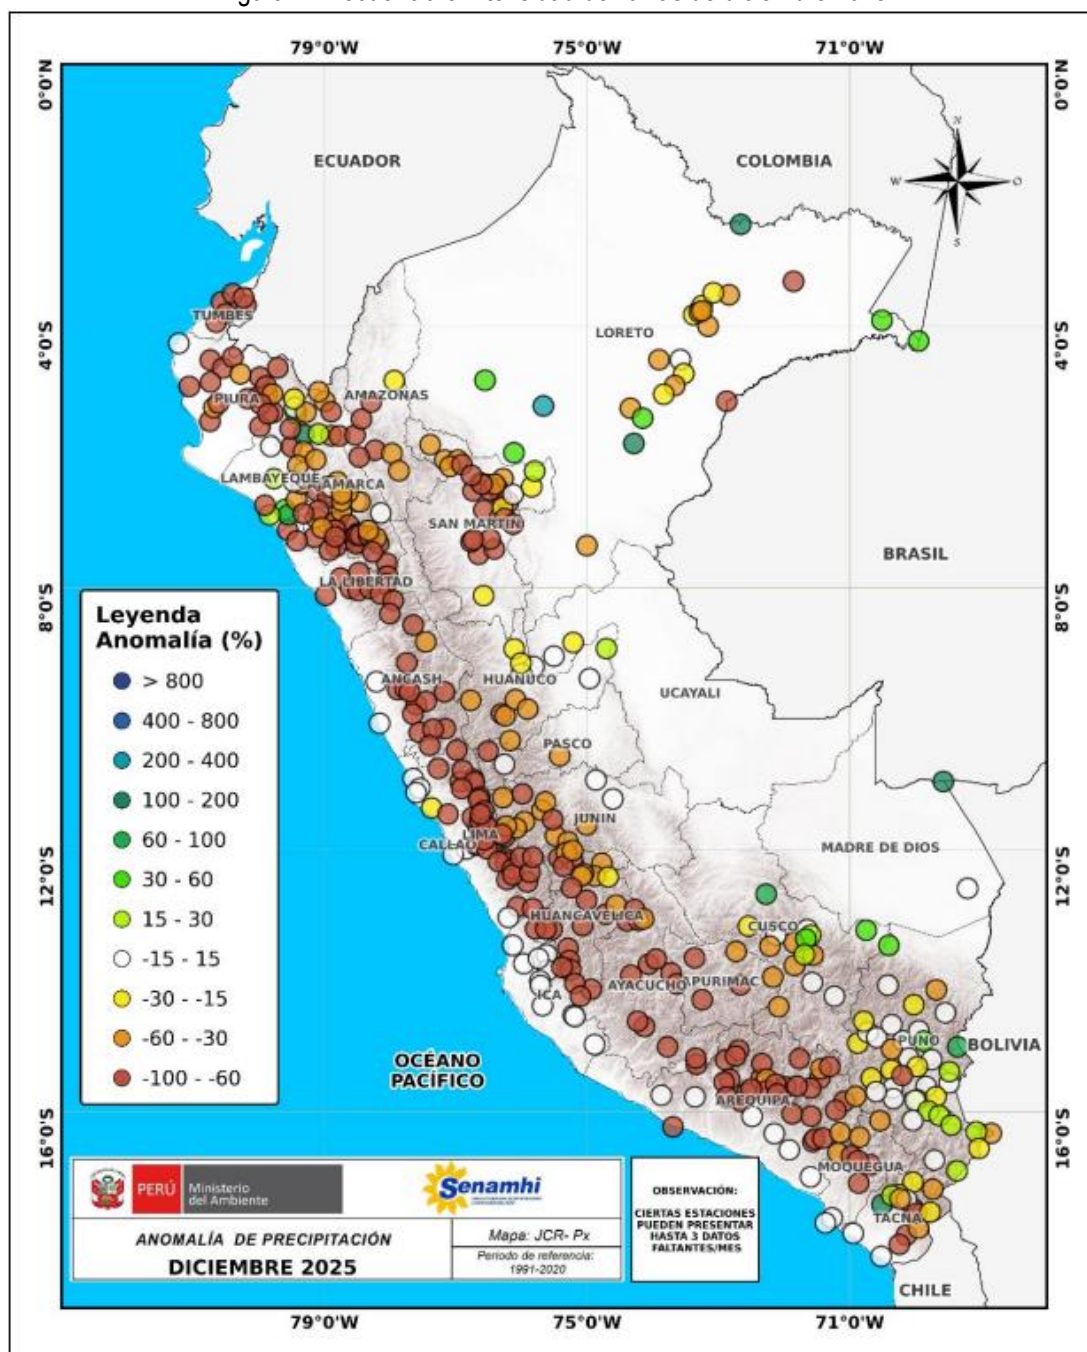 79°0'W 75°0'W 71°0'W
0°0'N 0°0'N
N
W O
S
ECUADOR
COLOMBIA
TUMBES
4°0'S 4°0'S
LORETO
PIURA
AMAZONAS
LAMBAYEQUE
CAJAMARCA
SAN MARTIN
BRASIL
LA LIBERTAD
8°0'S 8°0'S
ANCASH
HUANUCO
UCAYALI
PASCO
JUNIN
LIMA
CALLAO
MADRE DE DIOS
12°0'S 12°0'S
HUANCAVELICA
CUSCO
ICA
AYACUCHO
APURIMAC
PUNO
BOLIVIA
OCÉANO
PACÍFICO
AREQUIPA
16°0'S 16°0'S
MOQUEGUA
TACNA
CHILE
Leyenda
Anomalía (%)
> 800
400 - 800
200 - 400
100 - 200
60 - 100
30 - 60
15 - 30
-15 - 15
-30 - -15
-60 - -30
-100 - -60
PERÚ
Ministerio
del Ambiente
Senamhi
ANOMALÍA DE PRECIPITACIÓN
DICIEMBRE 2025
Mapa: JCR- Px
Periodo de referencia:
1991-2020
OBSERVACIÓN:
CIERTAS ESTACIONES
PUEDEN PRESENTAR
HASTA 3 DATOS
FALTANTES/MES
79°0'W 75°0'W 71°0'W